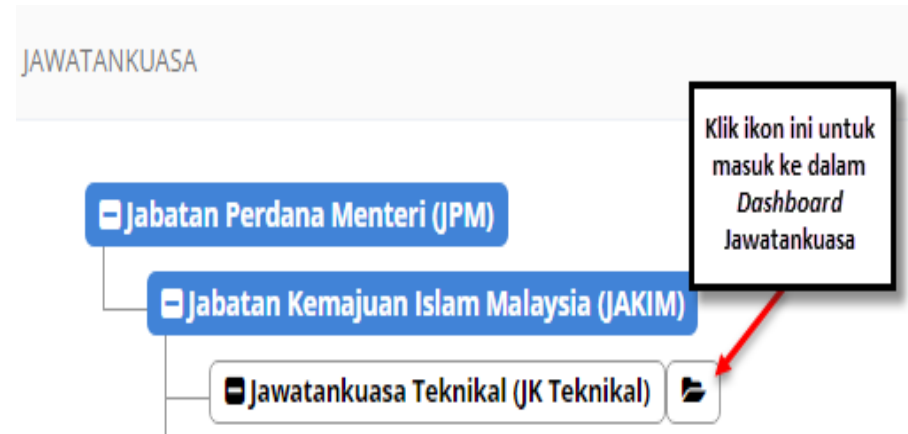 JAWATANKUASA
Klik ikon ini untuk
masuk ke dalam
Dashboard
Jawatankuasa
Jabatan Perdana Menteri (JPM)
Jabatan Kemajuan Islam Malaysia (JAKIM)
Jawatankuasa Teknikal (JK Teknikal)